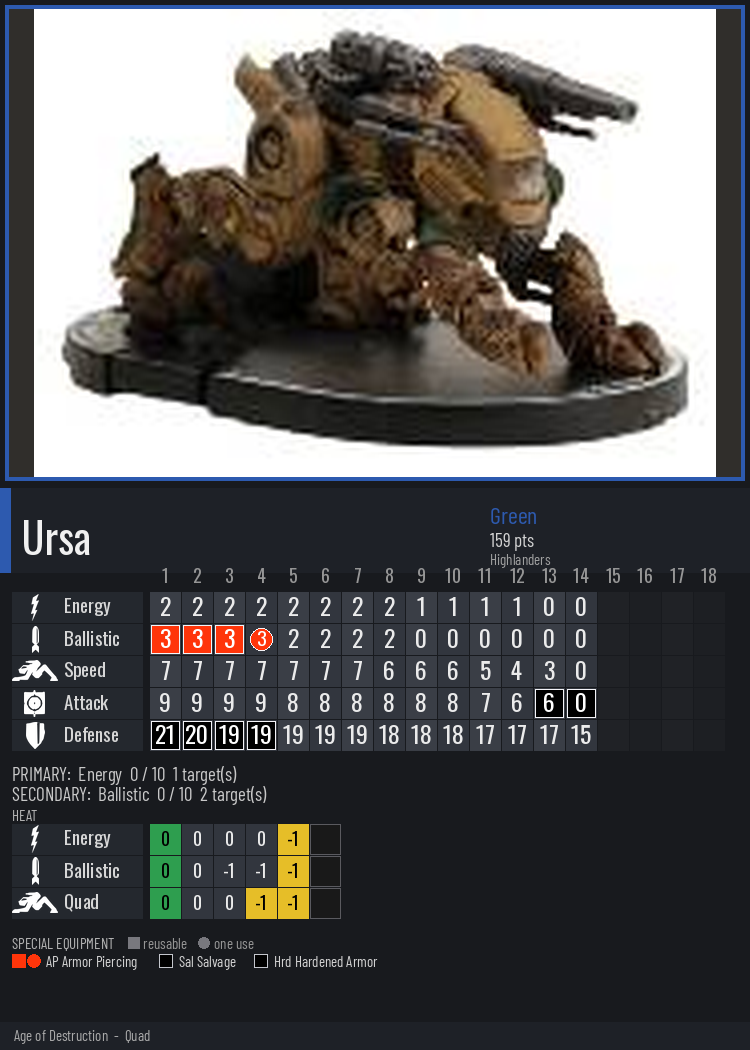 Ursa
Green
159 pts
Highlanders
1 2 3 4 5 6 7 8 9 10 11 12 13 14 15 16 17 18
Energy 2 2 2 2 2 2 2 2 1 1 1 1 0 0
Ballistic 3 3 3 3 2 2 2 2 0 0 0 0 0 0
Speed 7 7 7 7 7 7 7 6 6 6 5 4 3 0
Attack 9 9 9 9 8 8 8 8 8 8 7 6 6 0
Defense 21 20 19 19 19 19 19 18 18 18 17 17 17 15
PRIMARY: Energy 0 / 10 1 target(s)
SECONDARY: Ballistic 0 / 10 2 target(s)
HEAT
Energy 0 0 0 0 -1
Ballistic 0 0 -1 -1 -1
Quad 0 0 0 -1 -1
SPECIAL EQUIPMENT reusable one use
AP Armor Piercing Sal Salvage Hrd Hardened Armor
Age of Destruction - Quad